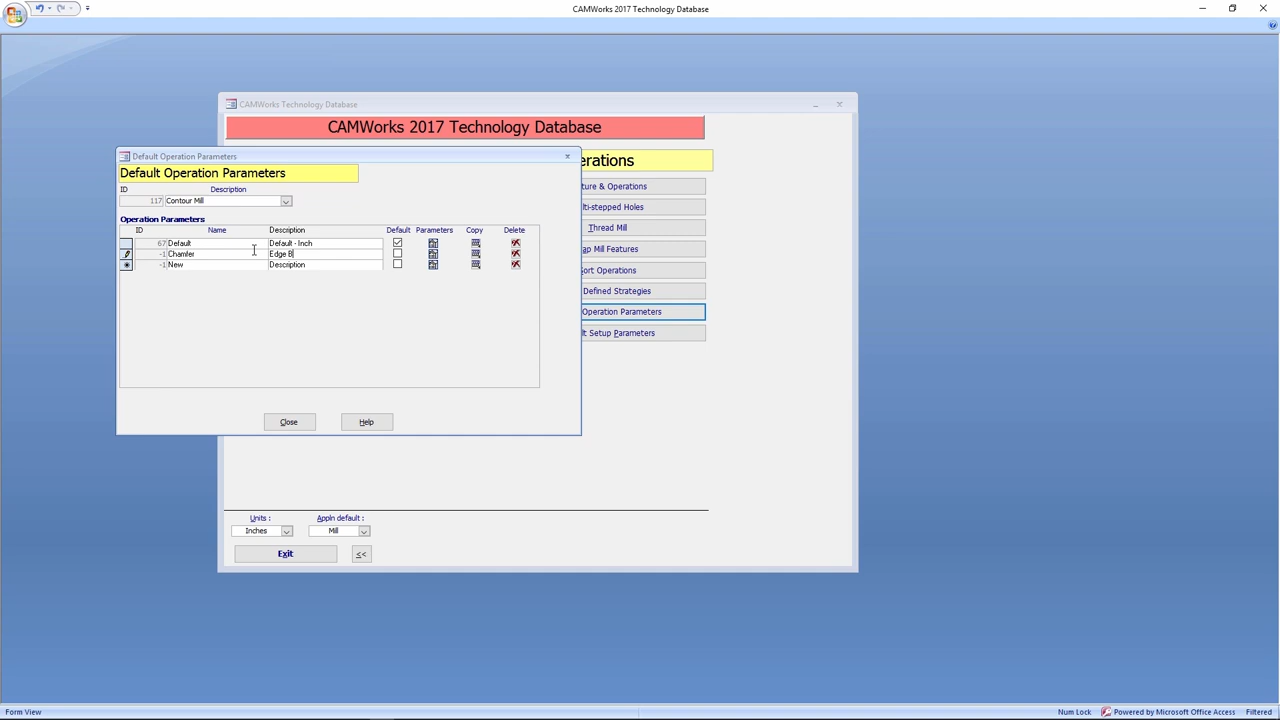 CAMWorks 2017 Technology Database
CAMWorks Technology Database
CAMWorks 2017 Technology Database
Default Operation Parameters
Default Operation Parameters
erations
ID Description
117 Contour Mill
Operation Parameters
ID Name Description Default Parameters Copy Delete
67 Default Default - Inch
-1 Chamfer Edge B
-1 New Description
Close Help
ture & Operations
lti-stepped Holes
Thread Mill
ap Mill Features
Sort Operations
Defined Strategies
Operation Parameters
lt Setup Parameters
Units : Appln default :
Inches Mill
Exit <<
Form View Num Lock Powered by Microsoft Office Access Filtered